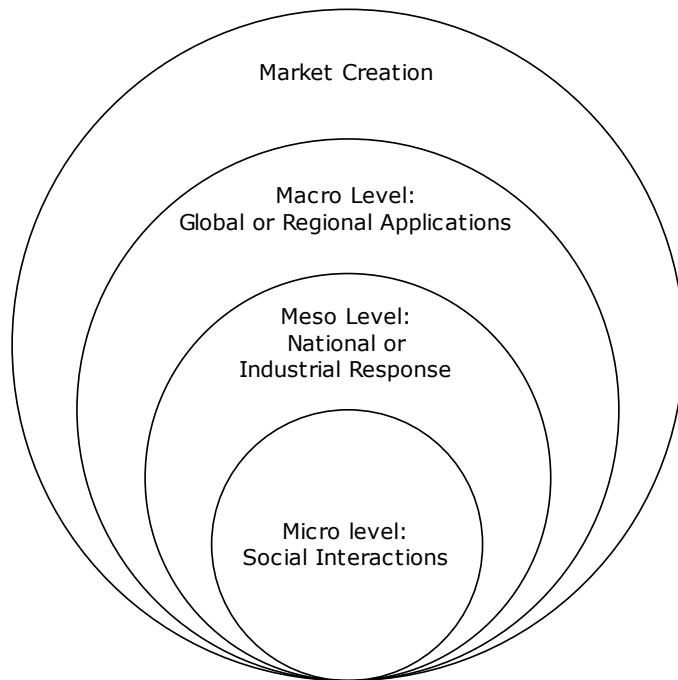 Market Creation
Macro Level:
Global or Regional Applications
Meso Level:
National or
Industrial Response
Micro level:
Social Interactions